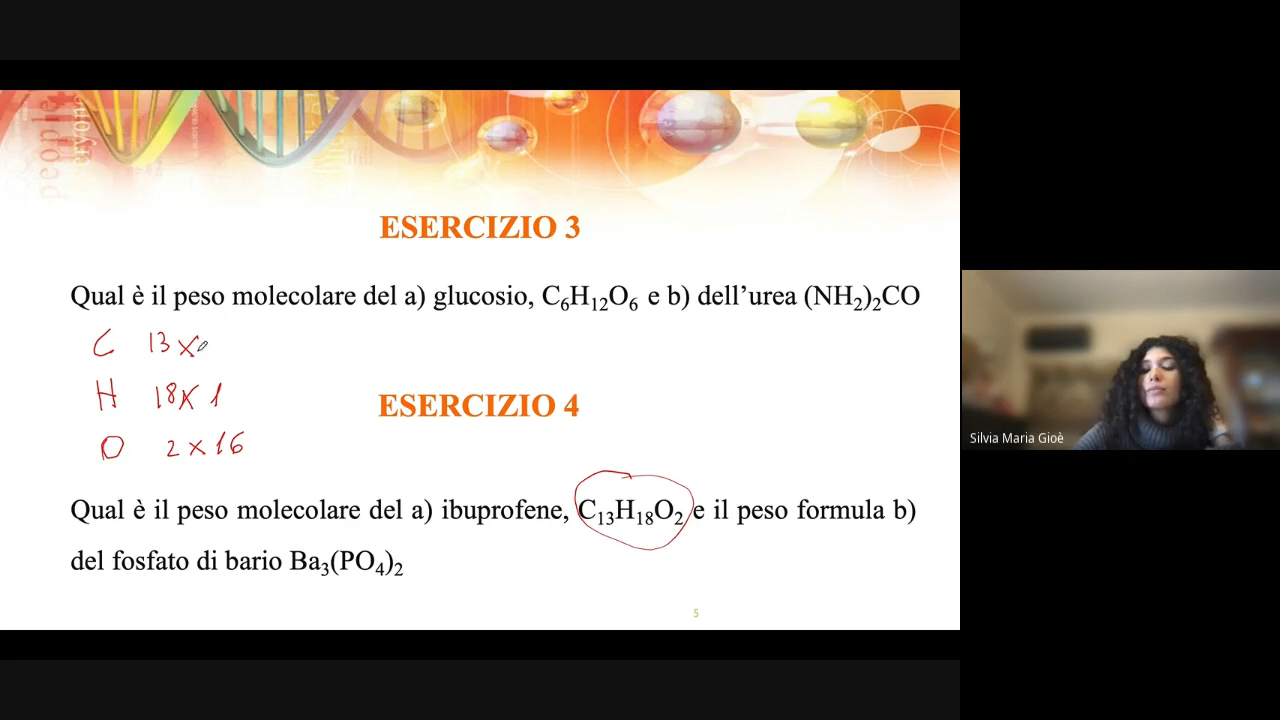 people
eryon
ESERCIZIO 3
Qual è il peso molecolare del a) glucosio, C₆H₁₂O₆ e b) dell’urea (NH₂)₂CO
C 13 x
H 18 x 1
O 2 x 16
ESERCIZIO 4
Qual è il peso molecolare del a) ibuprofene, C₁₃H₁₈O₂ e il peso formula b)
del fosfato di bario Ba₃(PO₄)₂
5
Silvia Maria Gioè